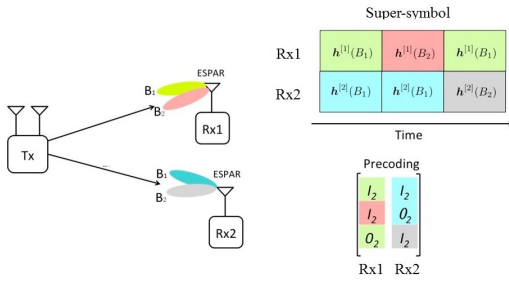 Super-symbol
Rx1
h^[1](B₁) h^[1](B₂) h^[1](B₁)
Rx2
h^[2](B₁) h^[2](B₁) h^[2](B₂)
Time
ESPAR
B₁
B₂
Rx1
Tx
ESPAR
B₁
B₂
Rx2
Precoding
I₂ I₂
I₂ 0₂
0₂ I₂
Rx1 Rx2